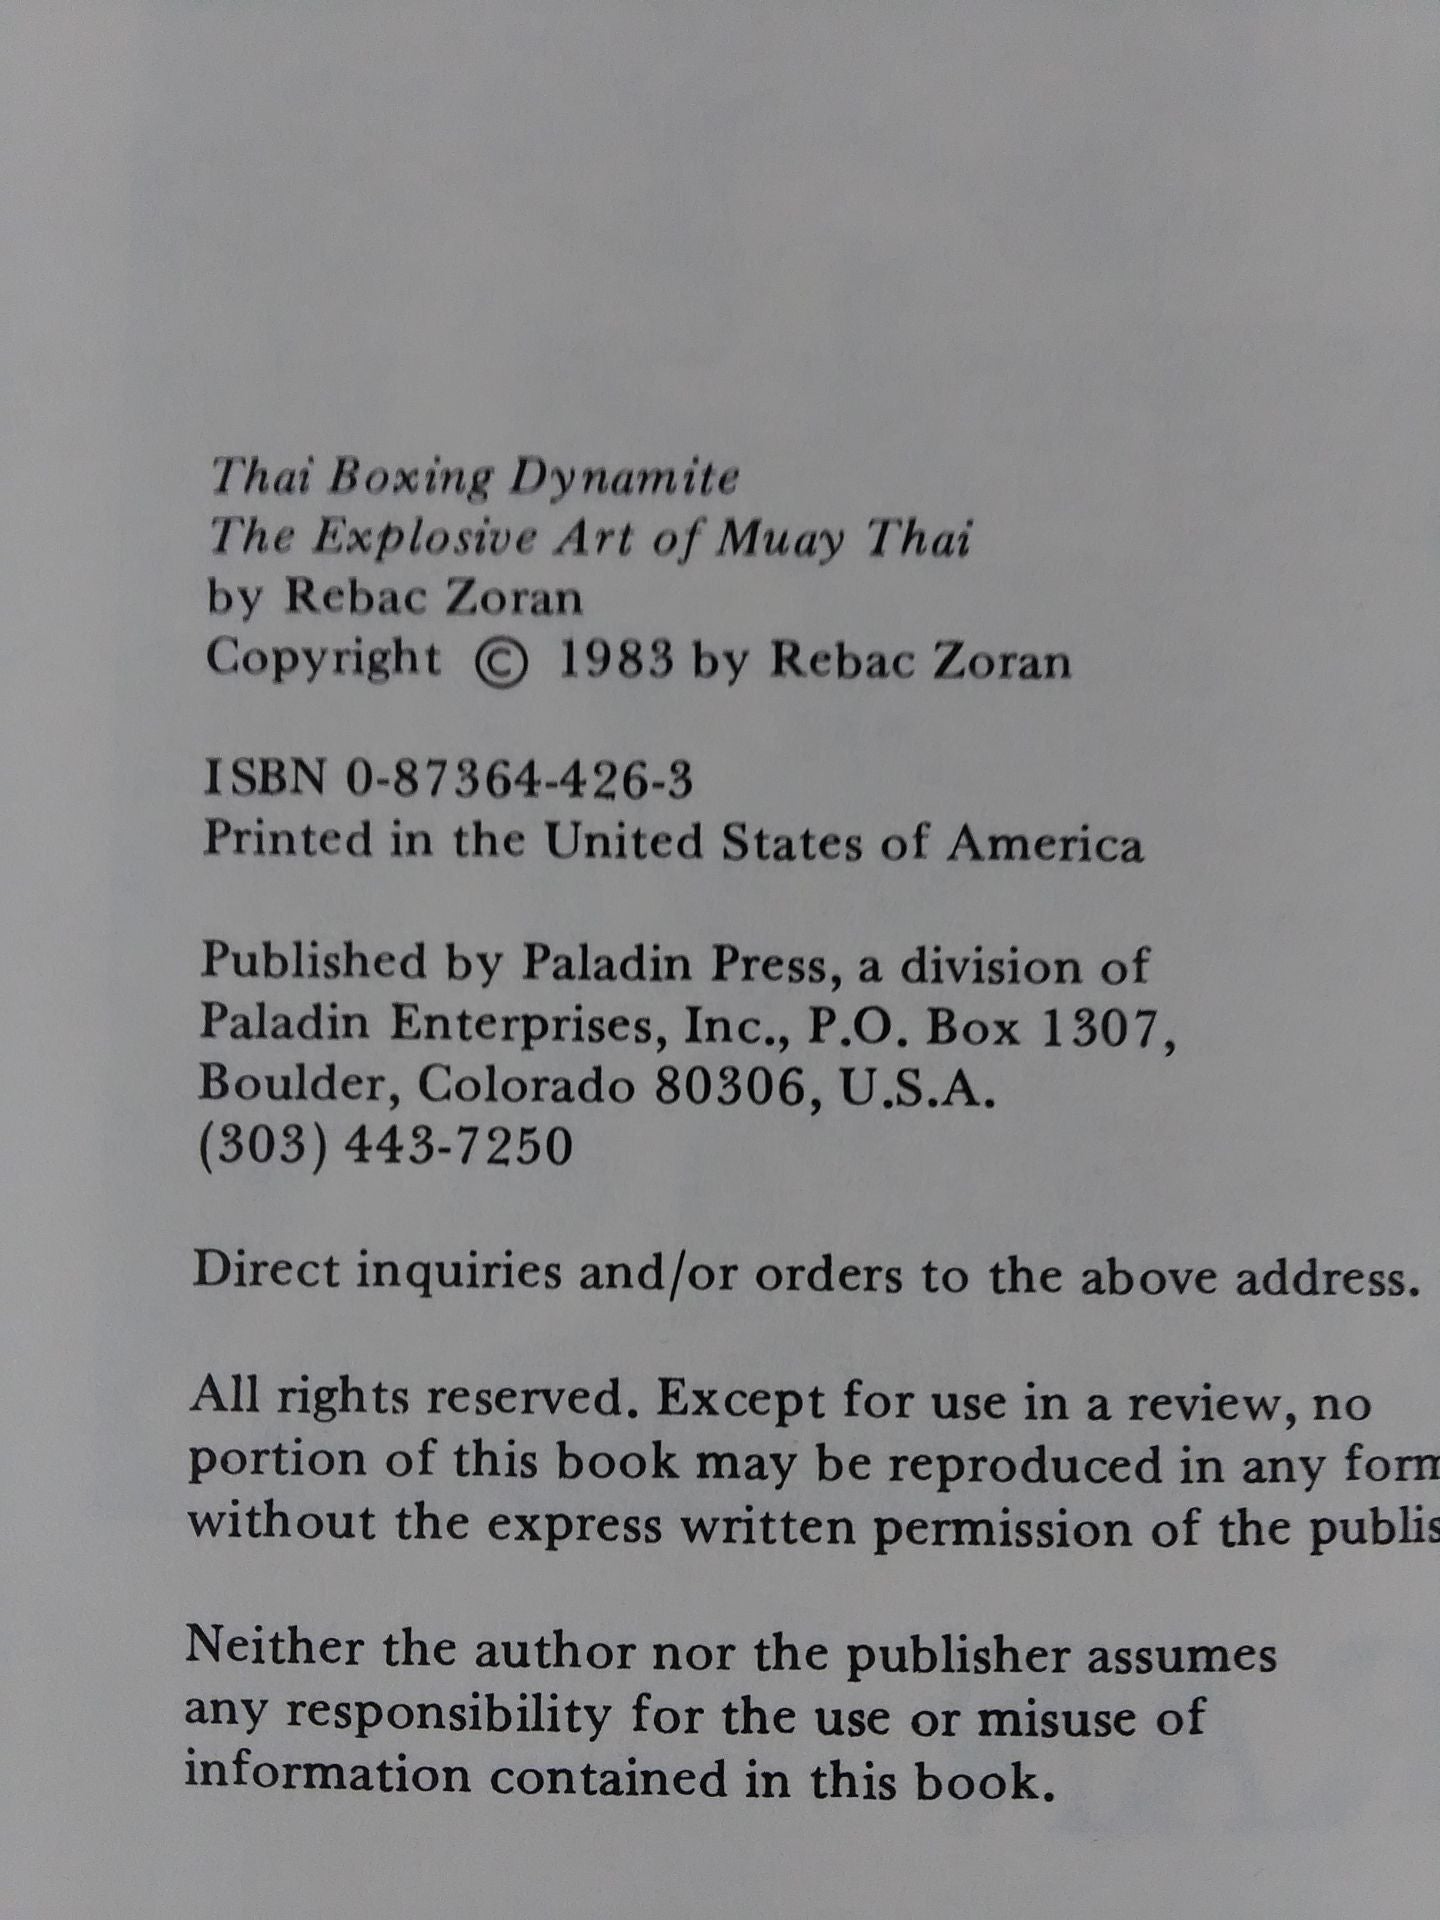 Thai Boxing Dynamite
The Explosive Art of Muay Thai
by Rebac Zoran
Copyright © 1983 by Rebac Zoran
ISBN 0-87364-426-3
Printed in the United States of America
Published by Paladin Press, a division of
Paladin Enterprises, Inc., P.O. Box 1307,
Boulder, Colorado 80306, U.S.A.
(303) 443-7250
Direct inquiries and/or orders to the above address.
All rights reserved. Except for use in a review, no
portion of this book may be reproduced in any form
without the express written permission of the publis
Neither the author nor the publisher assumes
any responsibility for the use or misuse of
information contained in this book.